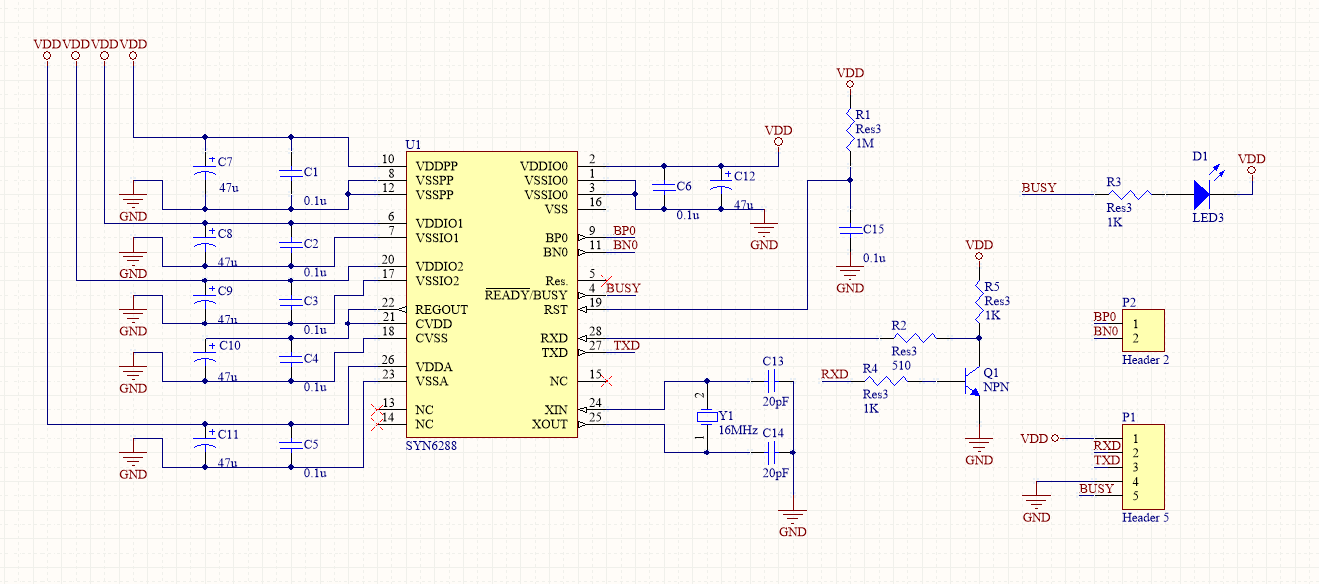 VDD VDD VDD VDD
VDD
R1
Res3
1M
VDD
U1
10 VDDPP
8 VSSPP
12 VSSPP
6 VDDIO1
7 VSSIO1
20 VDDIO2
17 VSSIO2
22 REGOUT
21 CVDD
18 CVSS
26 VDDA
23 VSSA
13 NC
14 NC
VDDIO0 2
VSSIO0 1
VSSIO0 3
VSS 16
BP0 9 BP0
BN0 11 BN0
Res. 5
READY/BUSY 4 BUSY
RST 19
RXD 28
TXD 27 TXD
NC 15
XIN 24
XOUT 25
SYN6288
C7
47u
C1
0.1u
GND
C8
47u
C2
0.1u
GND
C9
47u
C3
0.1u
GND
C10
47u
C4
0.1u
GND
C11
47u
C5
0.1u
GND
C6
0.1u
C12
47u
GND
C15
0.1u
GND
C13
20pF
2
1
Y1
16MHz
C14
20pF
GND
R2
Res3
510
RXD
R4
Res3
1K
VDD
R5
Res3
1K
Q1
NPN
GND
BUSY
R3
Res3
1K
D1
LED3
VDD
P2
BP0 1
BN0 2
Header 2
P1
VDD 1
RXD 2
TXD 3
4
BUSY 5
GND
Header 5